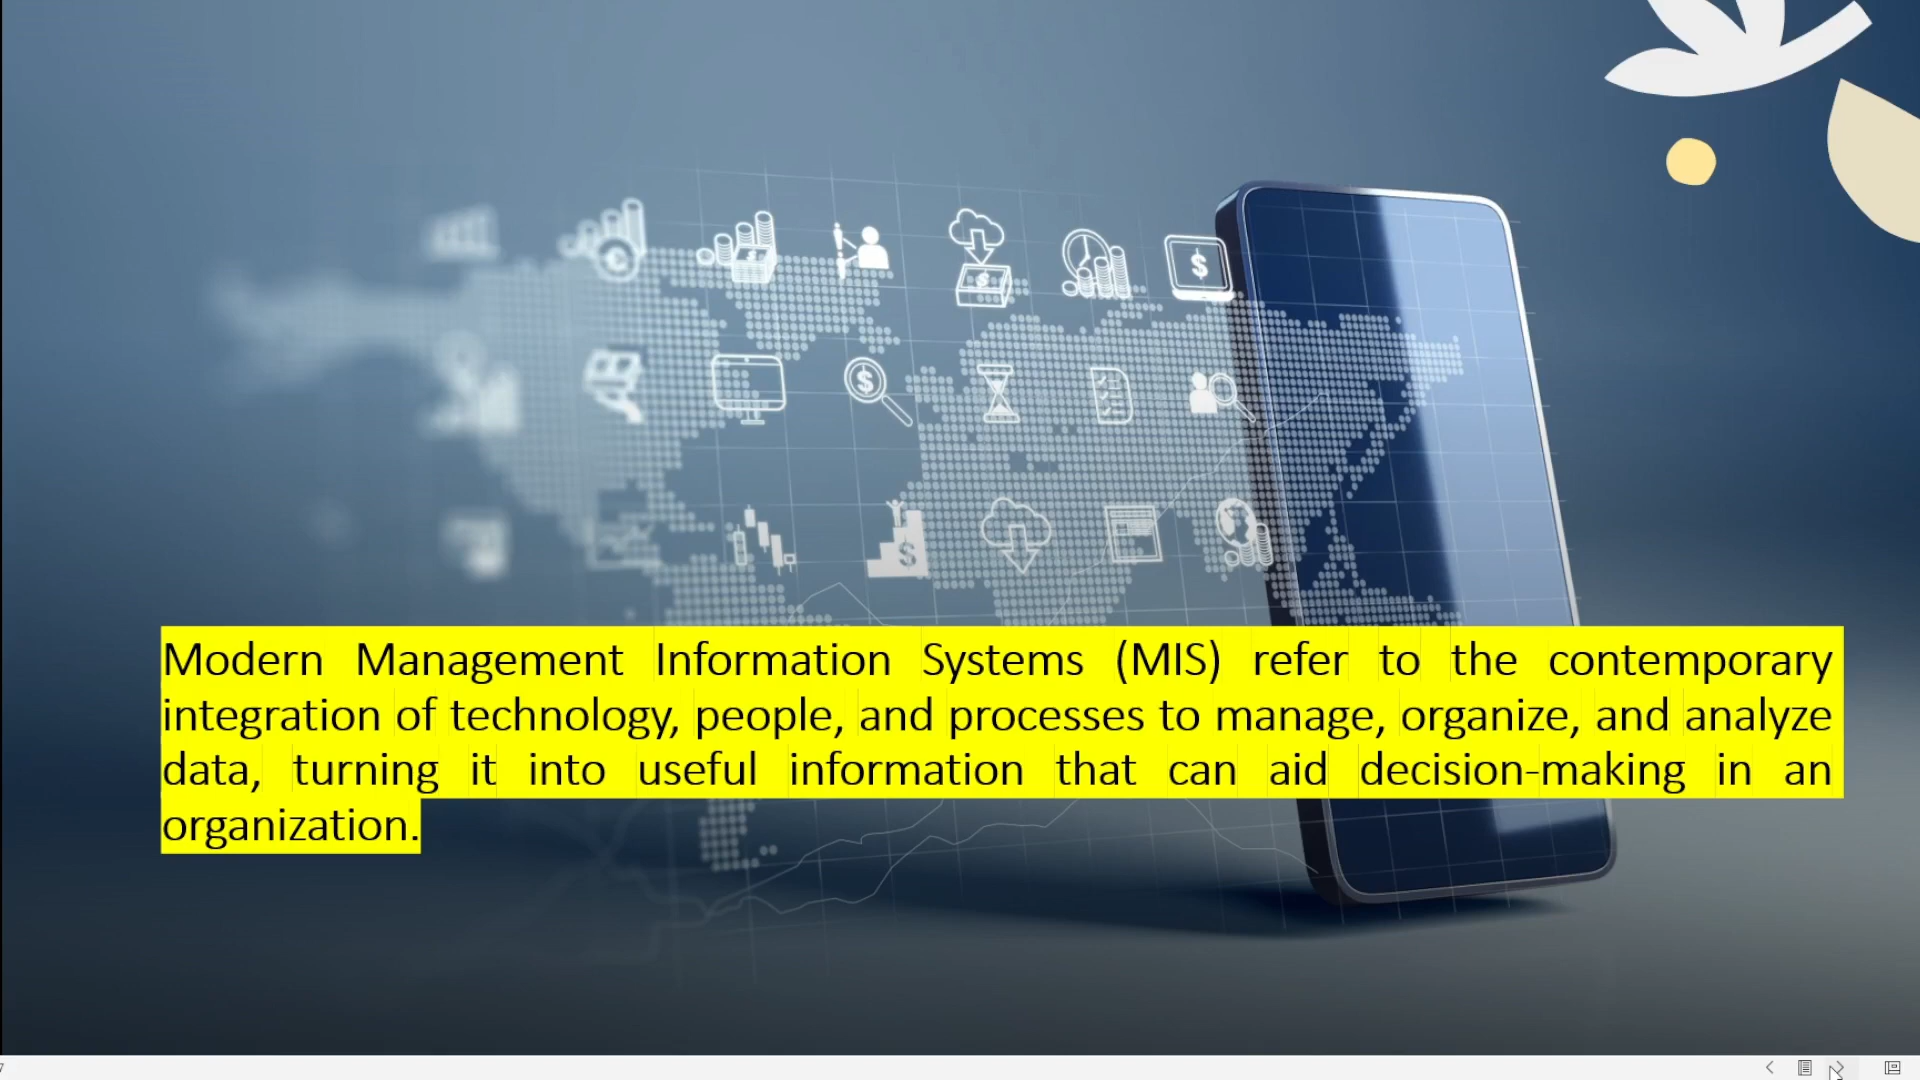 Modern Management Information Systems (MIS) refer to the contemporary
integration of technology, people, and processes to manage, organize, and analyze
data, turning it into useful information that can aid decision-making in an
organization.